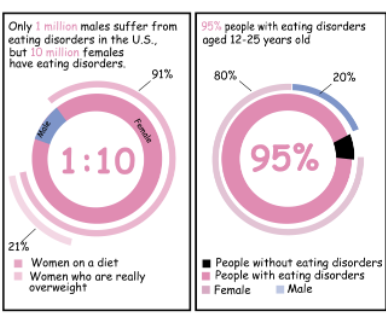 Only 1 million males suffer from
eating disorders in the U.S.,
but 10 million females
have eating disorders.
91%
Male
Female
1:10
21%
Women on a diet
Women who are really
overweight
95% people with eating disorders
aged 12-25 years old
80%
20%
95%
People without eating disorders
People with eating disorders
Female
Male